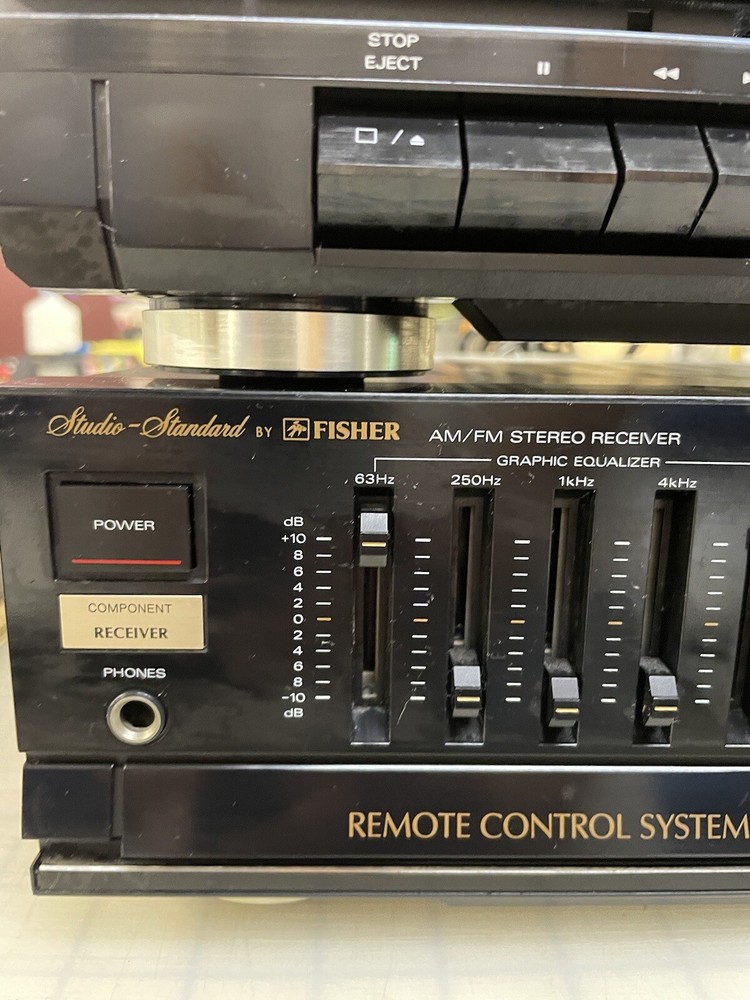 STOP
EJECT
Studio-Standard BY FISHER
AM/FM STEREO RECEIVER
GRAPHIC EQUALIZER
63Hz 250Hz 1kHz 4kHz
POWER
dB
+10
8
6
4
2
0
2
4
6
8
-10
dB
COMPONENT
RECEIVER
PHONES
REMOTE CONTROL SYSTEM